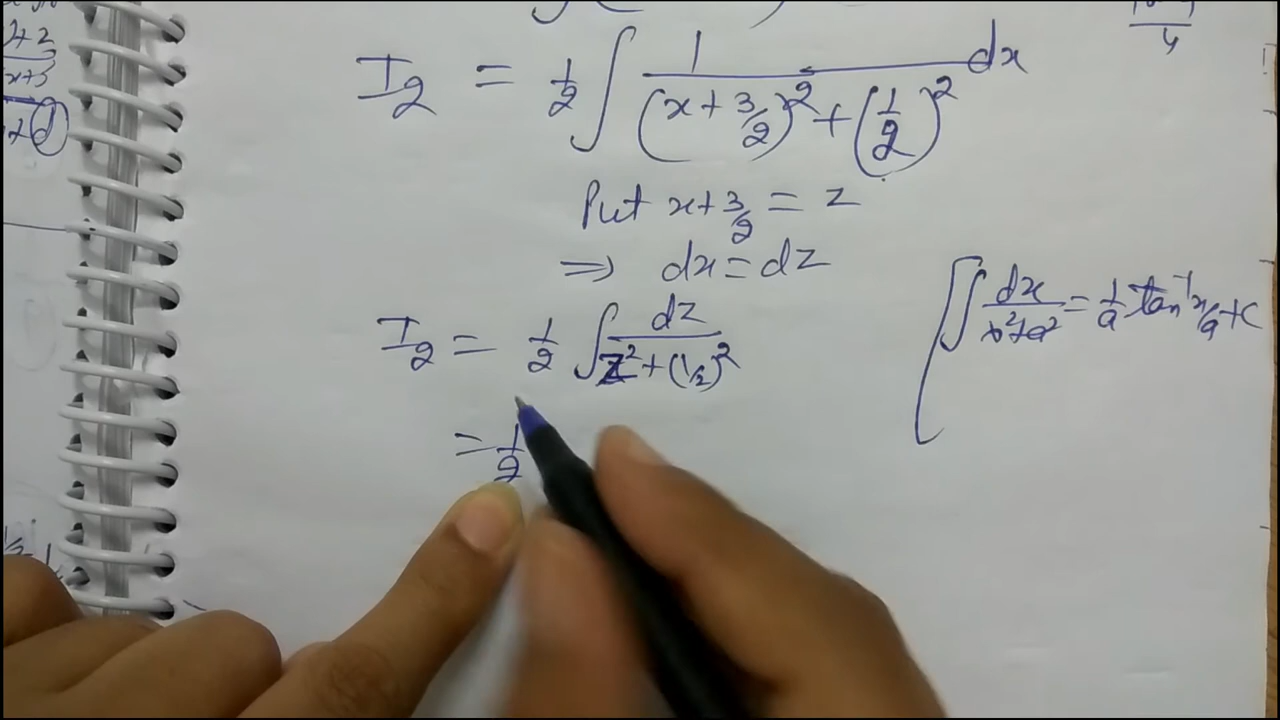 I₂ = 1/2 ∫ 1/((x + 3/2)² + (1/2)²) dx
Put x + 3/2 = z
⇒ dx = dz
I₂ = 1/2 ∫ dz/(z² + (1/2)²)
∫ dx/(x²+a²) = 1/a tan⁻¹ x/a + c
= 1/2